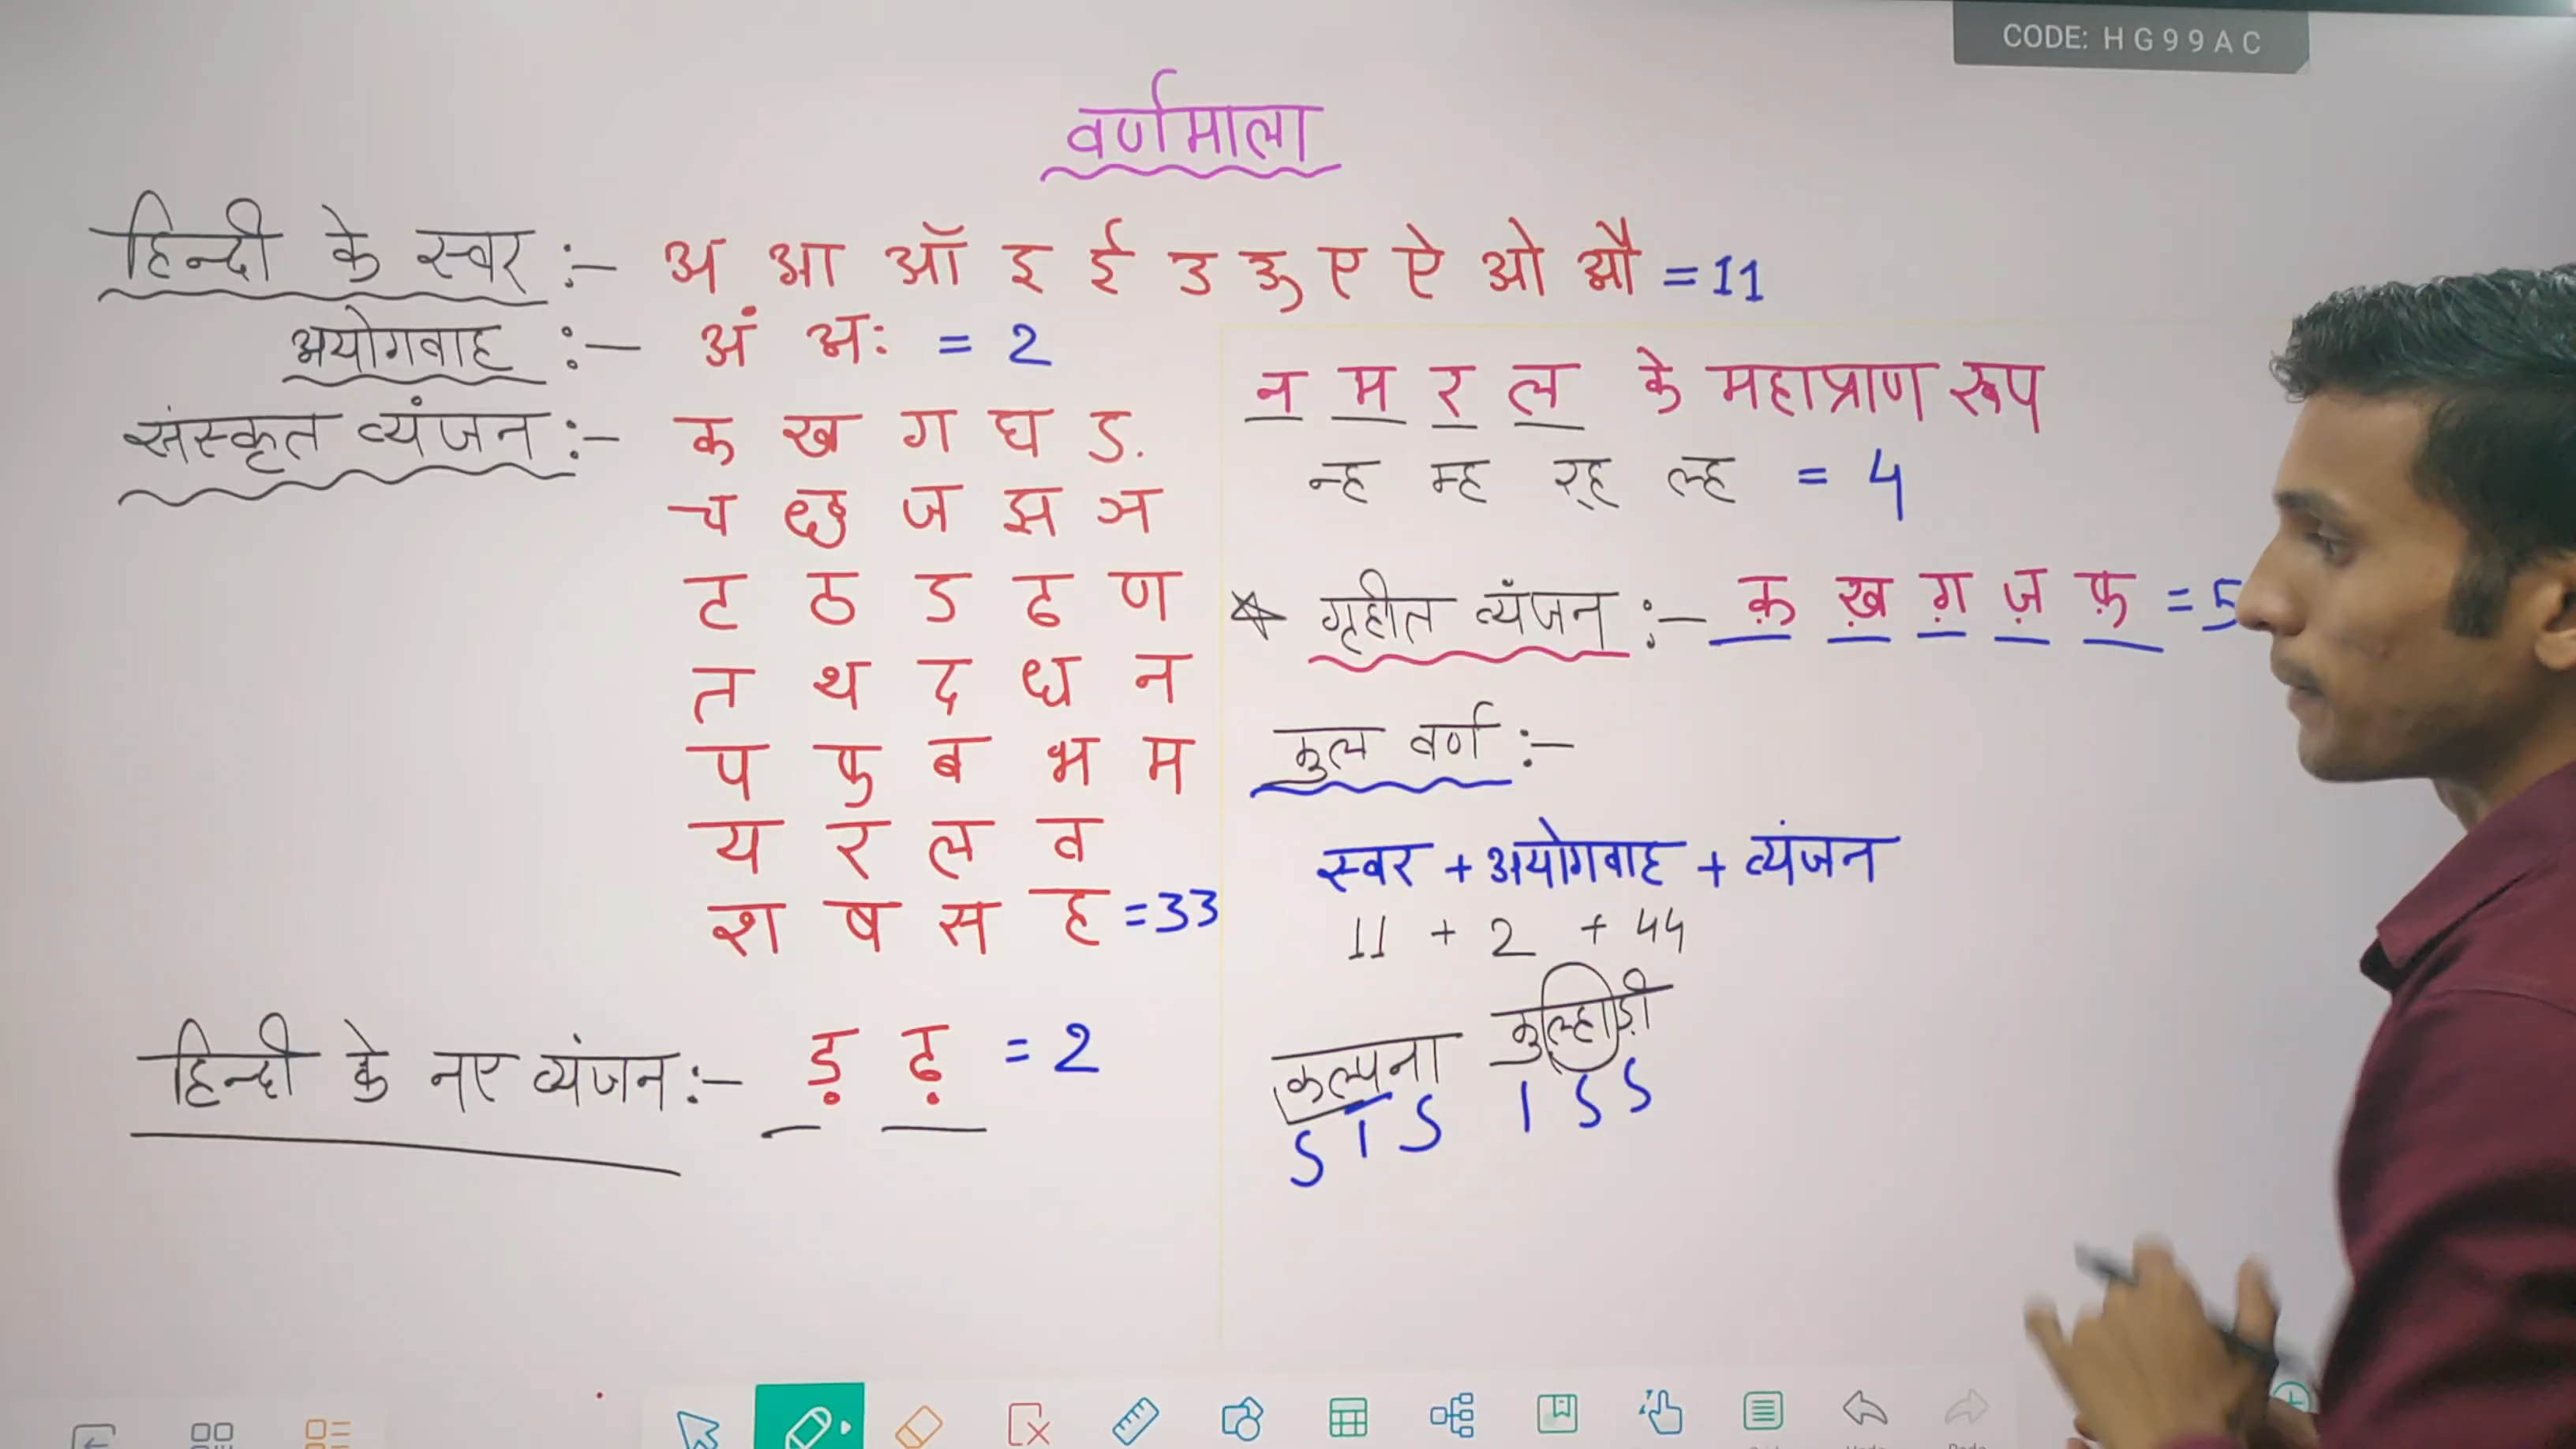 CODE: HG99AC
वर्णमाला
हिन्दी के स्वर :- अ आ ऑ इ ई उ ऊ ए ऐ ओ औ = 11
अयोगवाह :- अं अः = 2
संस्कृत व्यंजन :- क ख ग घ ङ
च छ ज झ ञ
ट ठ ड ढ ण
त थ द ध न
प फ ब भ म
य र ल व
श ष स ह = 33
हिन्दी के नए व्यंजन :- ड़ ढ़ = 2
न म र ल के महाप्राण रूप
न्ह म्ह र्ह ल्ह = 4
* गृहीत व्यंजन :- क़ ख़ ग़ ज़ फ़ = 5
कुल वर्ण :-
स्वर + अयोगवाह + व्यंजन
11 + 2 + 44
कल्पना कुल्हाड़ी
S I S I S S